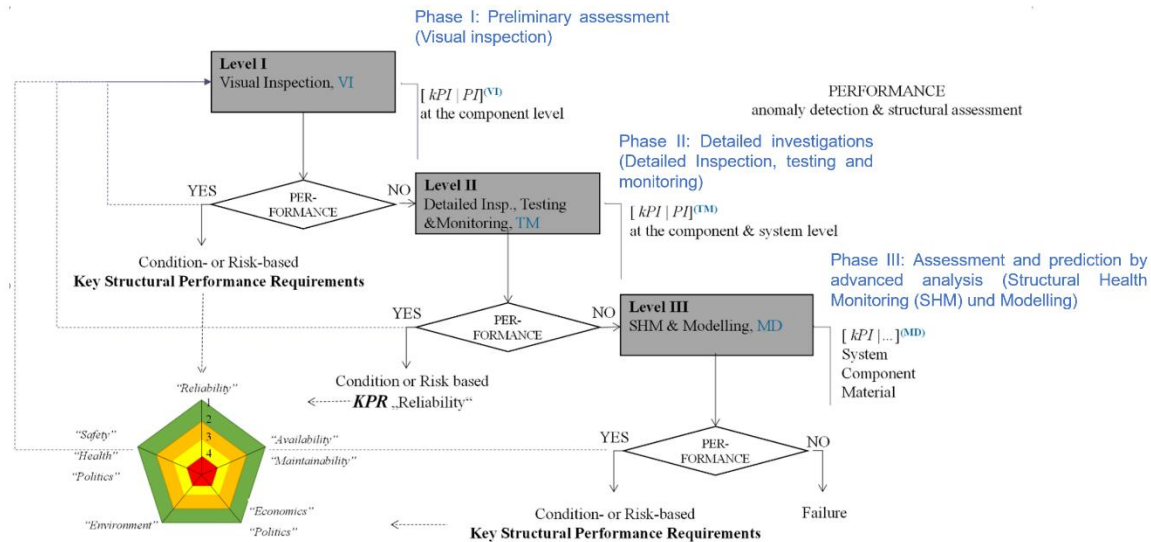 Phase I: Preliminary assessment
(Visual inspection)
Level I
Visual Inspection, VI
[ kPI | PI](VI)
at the component level
PERFORMANCE
anomaly detection & structural assessment
Phase II: Detailed investigations
(Detailed Inspection, testing and
monitoring)
YES
PER-
FORMANCE
NO
Level II
Detailed Insp., Testing
&Monitoring, TM
[ kPI | PI](TM)
at the component & system level
Condition- or Risk-based
Key Structural Performance Requirements
Phase III: Assessment and prediction by
advanced analysis (Structural Health
Monitoring (SHM) und Modelling)
YES
PER-
FORMANCE
NO
Level III
SHM & Modelling, MD
[ kPI |...](MD)
System
Component
Material
Condition or Risk based
KPR „Reliability“
“Reliability”
1
2
3
4
“Safety”
“Health”
“Politics”
“Availability”
“Maintainability”
“Environment”
“Economics”
“Politics”
YES
PER-
FORMANCE
NO
Condition- or Risk-based
Key Structural Performance Requirements
Failure